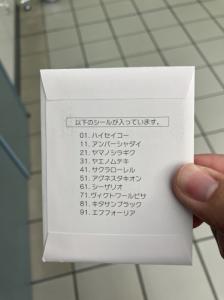 以下のシールが入っています。
01. ハイセイコー
11. アンバーシャダイ
21. ヤマノシラギク
31. ヤエノムテキ
41. サクラローレル
51. アグネスタキオン
61. シーザリオ
71. ヴィクトワールピサ
81. キタサンブラック
91. エフフォーリア